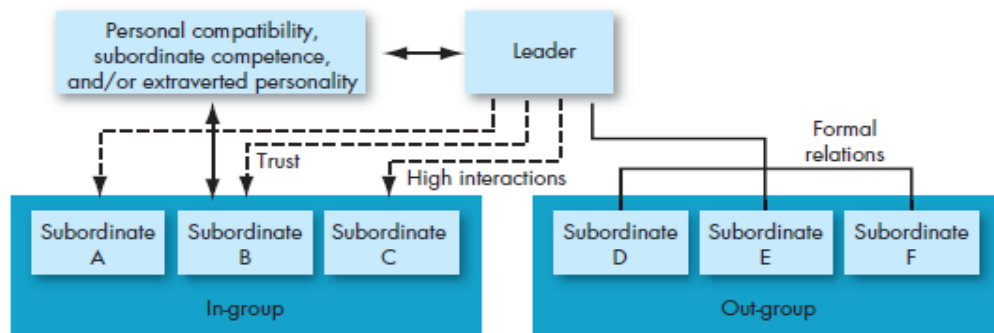 Personal compatibility,
subordinate competence,
and/or extraverted personality
Leader
Trust
High interactions
Formal
relations
Subordinate
A
Subordinate
B
Subordinate
C
In-group
Subordinate
D
Subordinate
E
Subordinate
F
Out-group